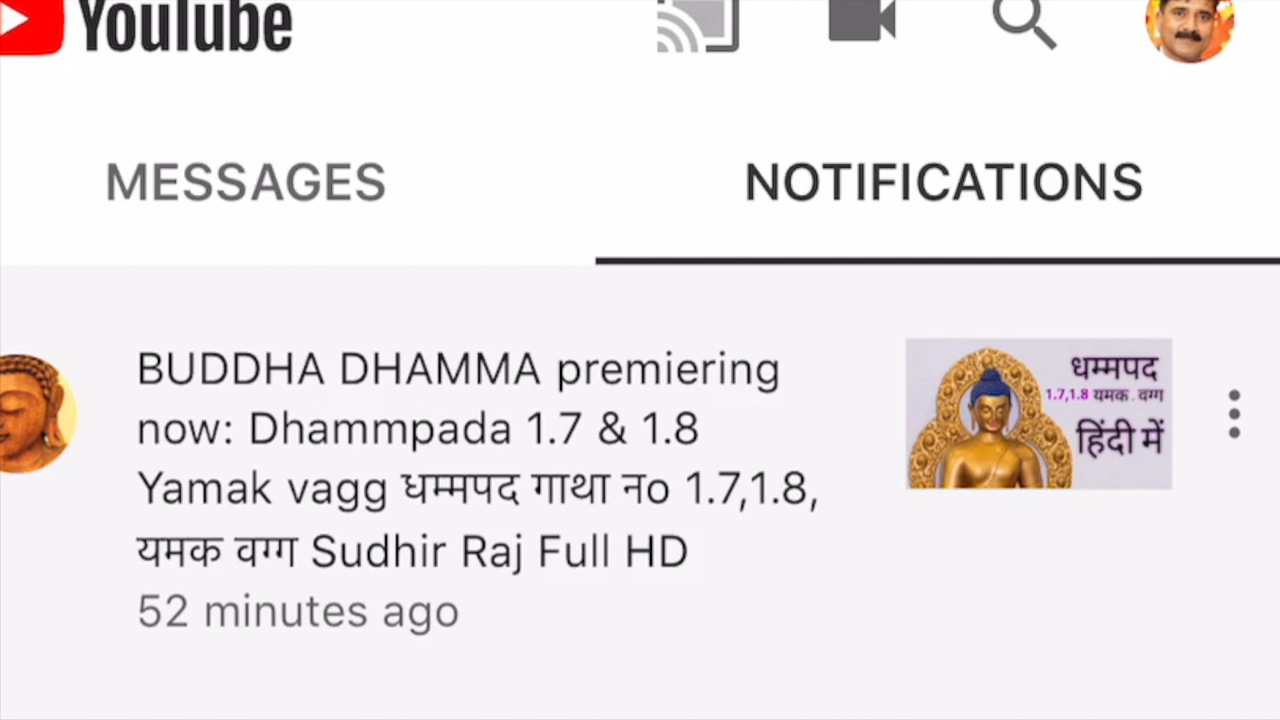 YouTube
MESSAGES
NOTIFICATIONS
BUDDHA DHAMMA premiering
now: Dhammpada 1.7 & 1.8
Yamak vagg धम्मपद गाथा नo 1.7,1.8,
यमक वग्ग Sudhir Raj Full HD
52 minutes ago
धम्मपद
1.7,1.8 यमक . वग्ग
हिंदी में